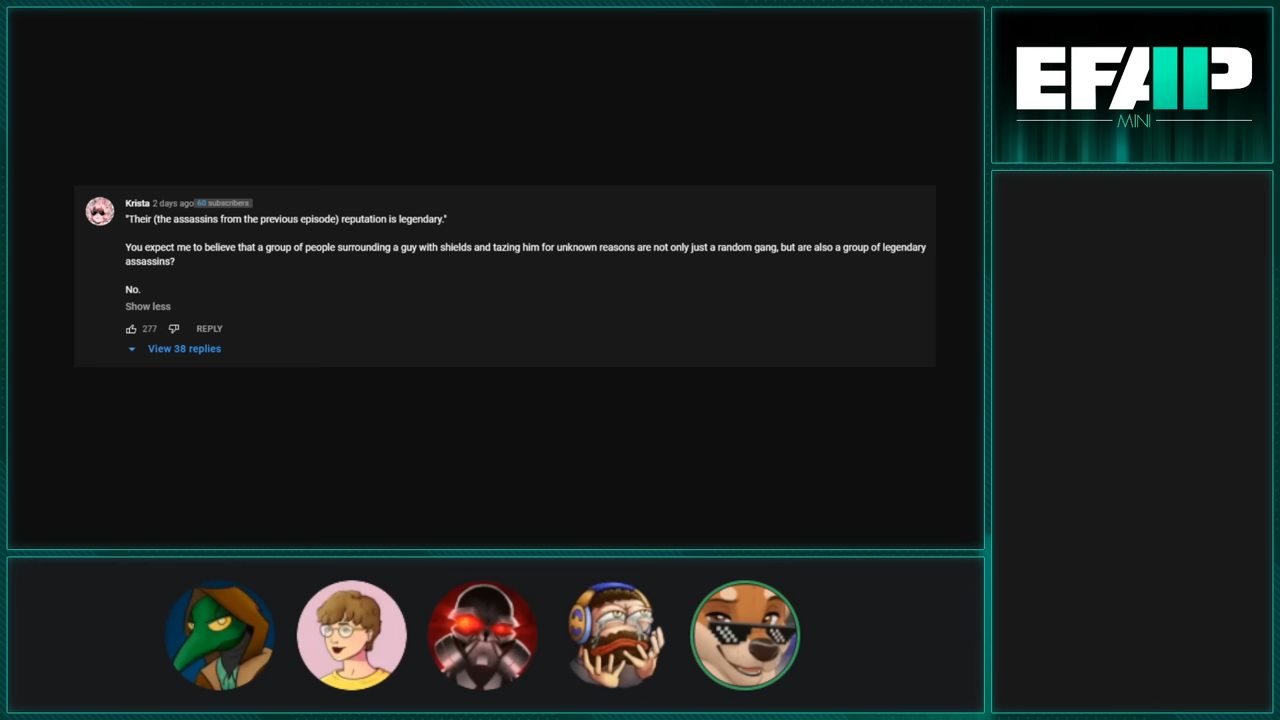 EFAP
MINI
Krista 2 days ago 60 subscribers
"Their (the assassins from the previous episode) reputation is legendary."
You expect me to believe that a group of people surrounding a guy with shields and tazing him for unknown reasons are not only just a random gang, but are also a group of legendary
assassins?
No.
Show less
277 REPLY
View 38 replies